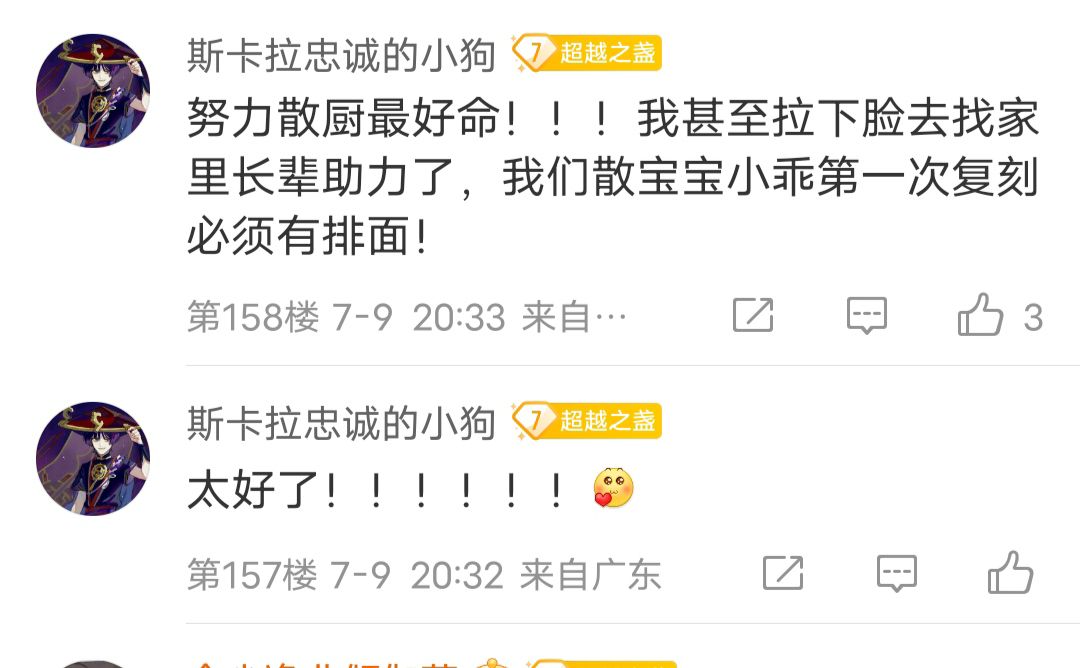 斯卡拉忠诚的小狗 7 超越之盏
努力散厨最好命！！！我甚至拉下脸去找家
里长辈助力了，我们散宝宝小乖第一次复刻
必须有排面！
第158楼 7-9 20:33 来自… 3
斯卡拉忠诚的小狗 7 超越之盏
太好了！！！！！！
第157楼 7-9 20:32 来自广东